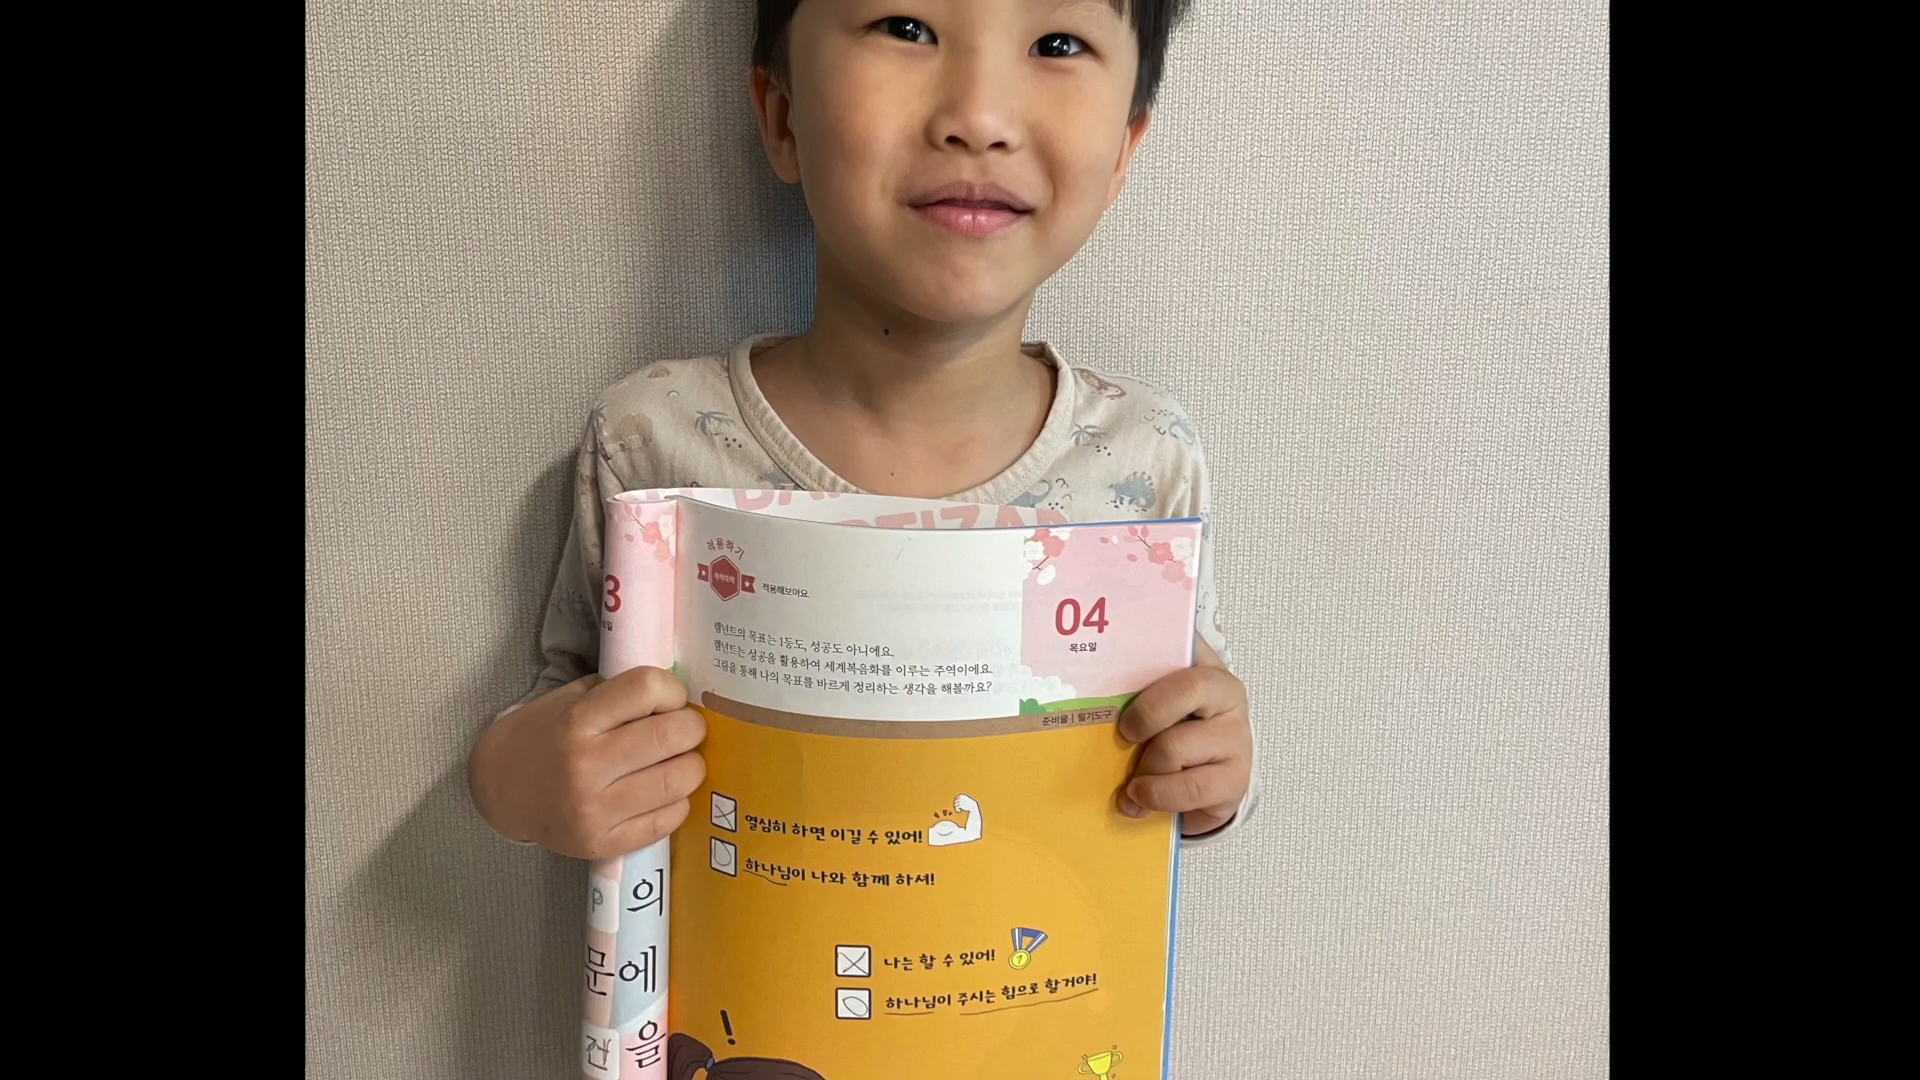 적용하기
적용해보아요.
04
목요일
렘넌트의 목표는 1등도, 성공도 아니에요.
렘넌트는 성공을 활용하여 세계복음화를 이루는 주역이에요.
그림을 통해 나의 목표를 바르게 정리하는 생각을 해볼까요?
준비물 | 필기도구
열심히 하면 이길 수 있어!
하나님이 나와 함께 하셔!
나는 할 수 있어!
1
하나님이 주시는 힘으로 할거야!
!
3
의
문에
을